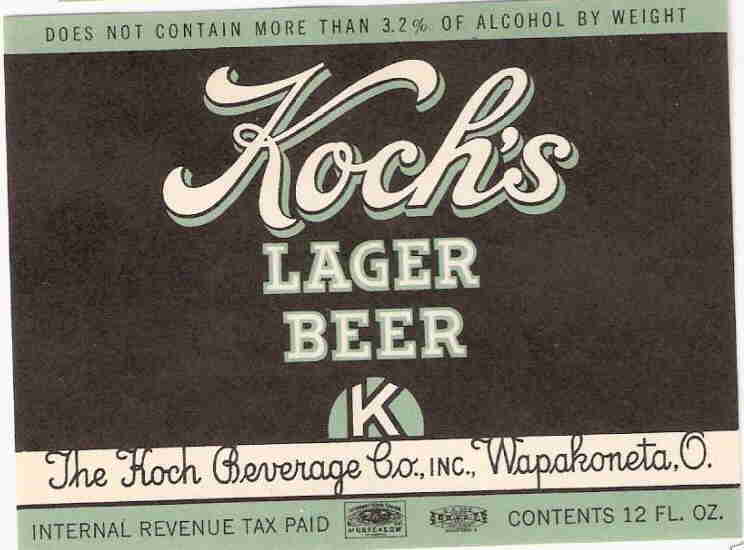 DOES NOT CONTAIN MORE THAN 3.2% OF ALCOHOL BY WEIGHT
Koch's
LAGER
BEER
K
The Koch Beverage Co., INC., Wapakoneta, O.
INTERNAL REVENUE TAX PAID
CONTENTS 12 FL. OZ.